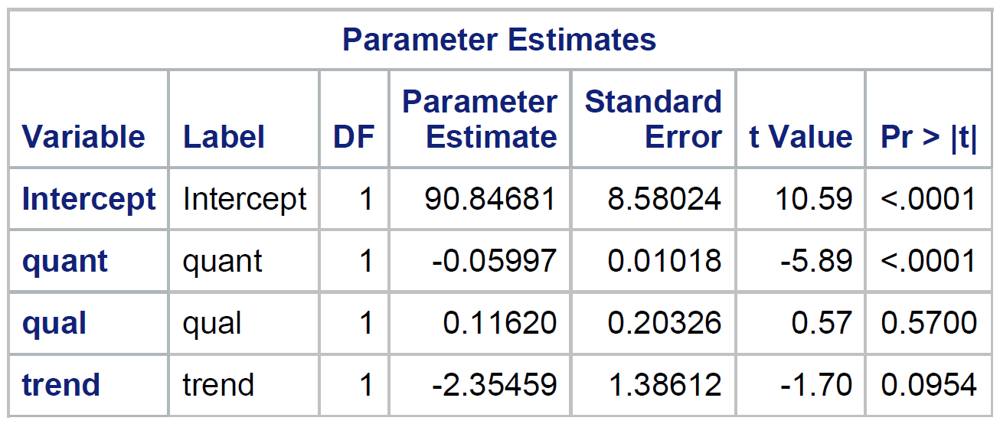 Parameter Estimates
Variable Label DF Parameter Estimate Standard Error t Value Pr > |t|
Intercept Intercept 1 90.84681 8.58024 10.59 <.0001
quant quant 1 -0.05997 0.01018 -5.89 <.0001
qual qual 1 0.11620 0.20326 0.57 0.5700
trend trend 1 -2.35459 1.38612 -1.70 0.0954